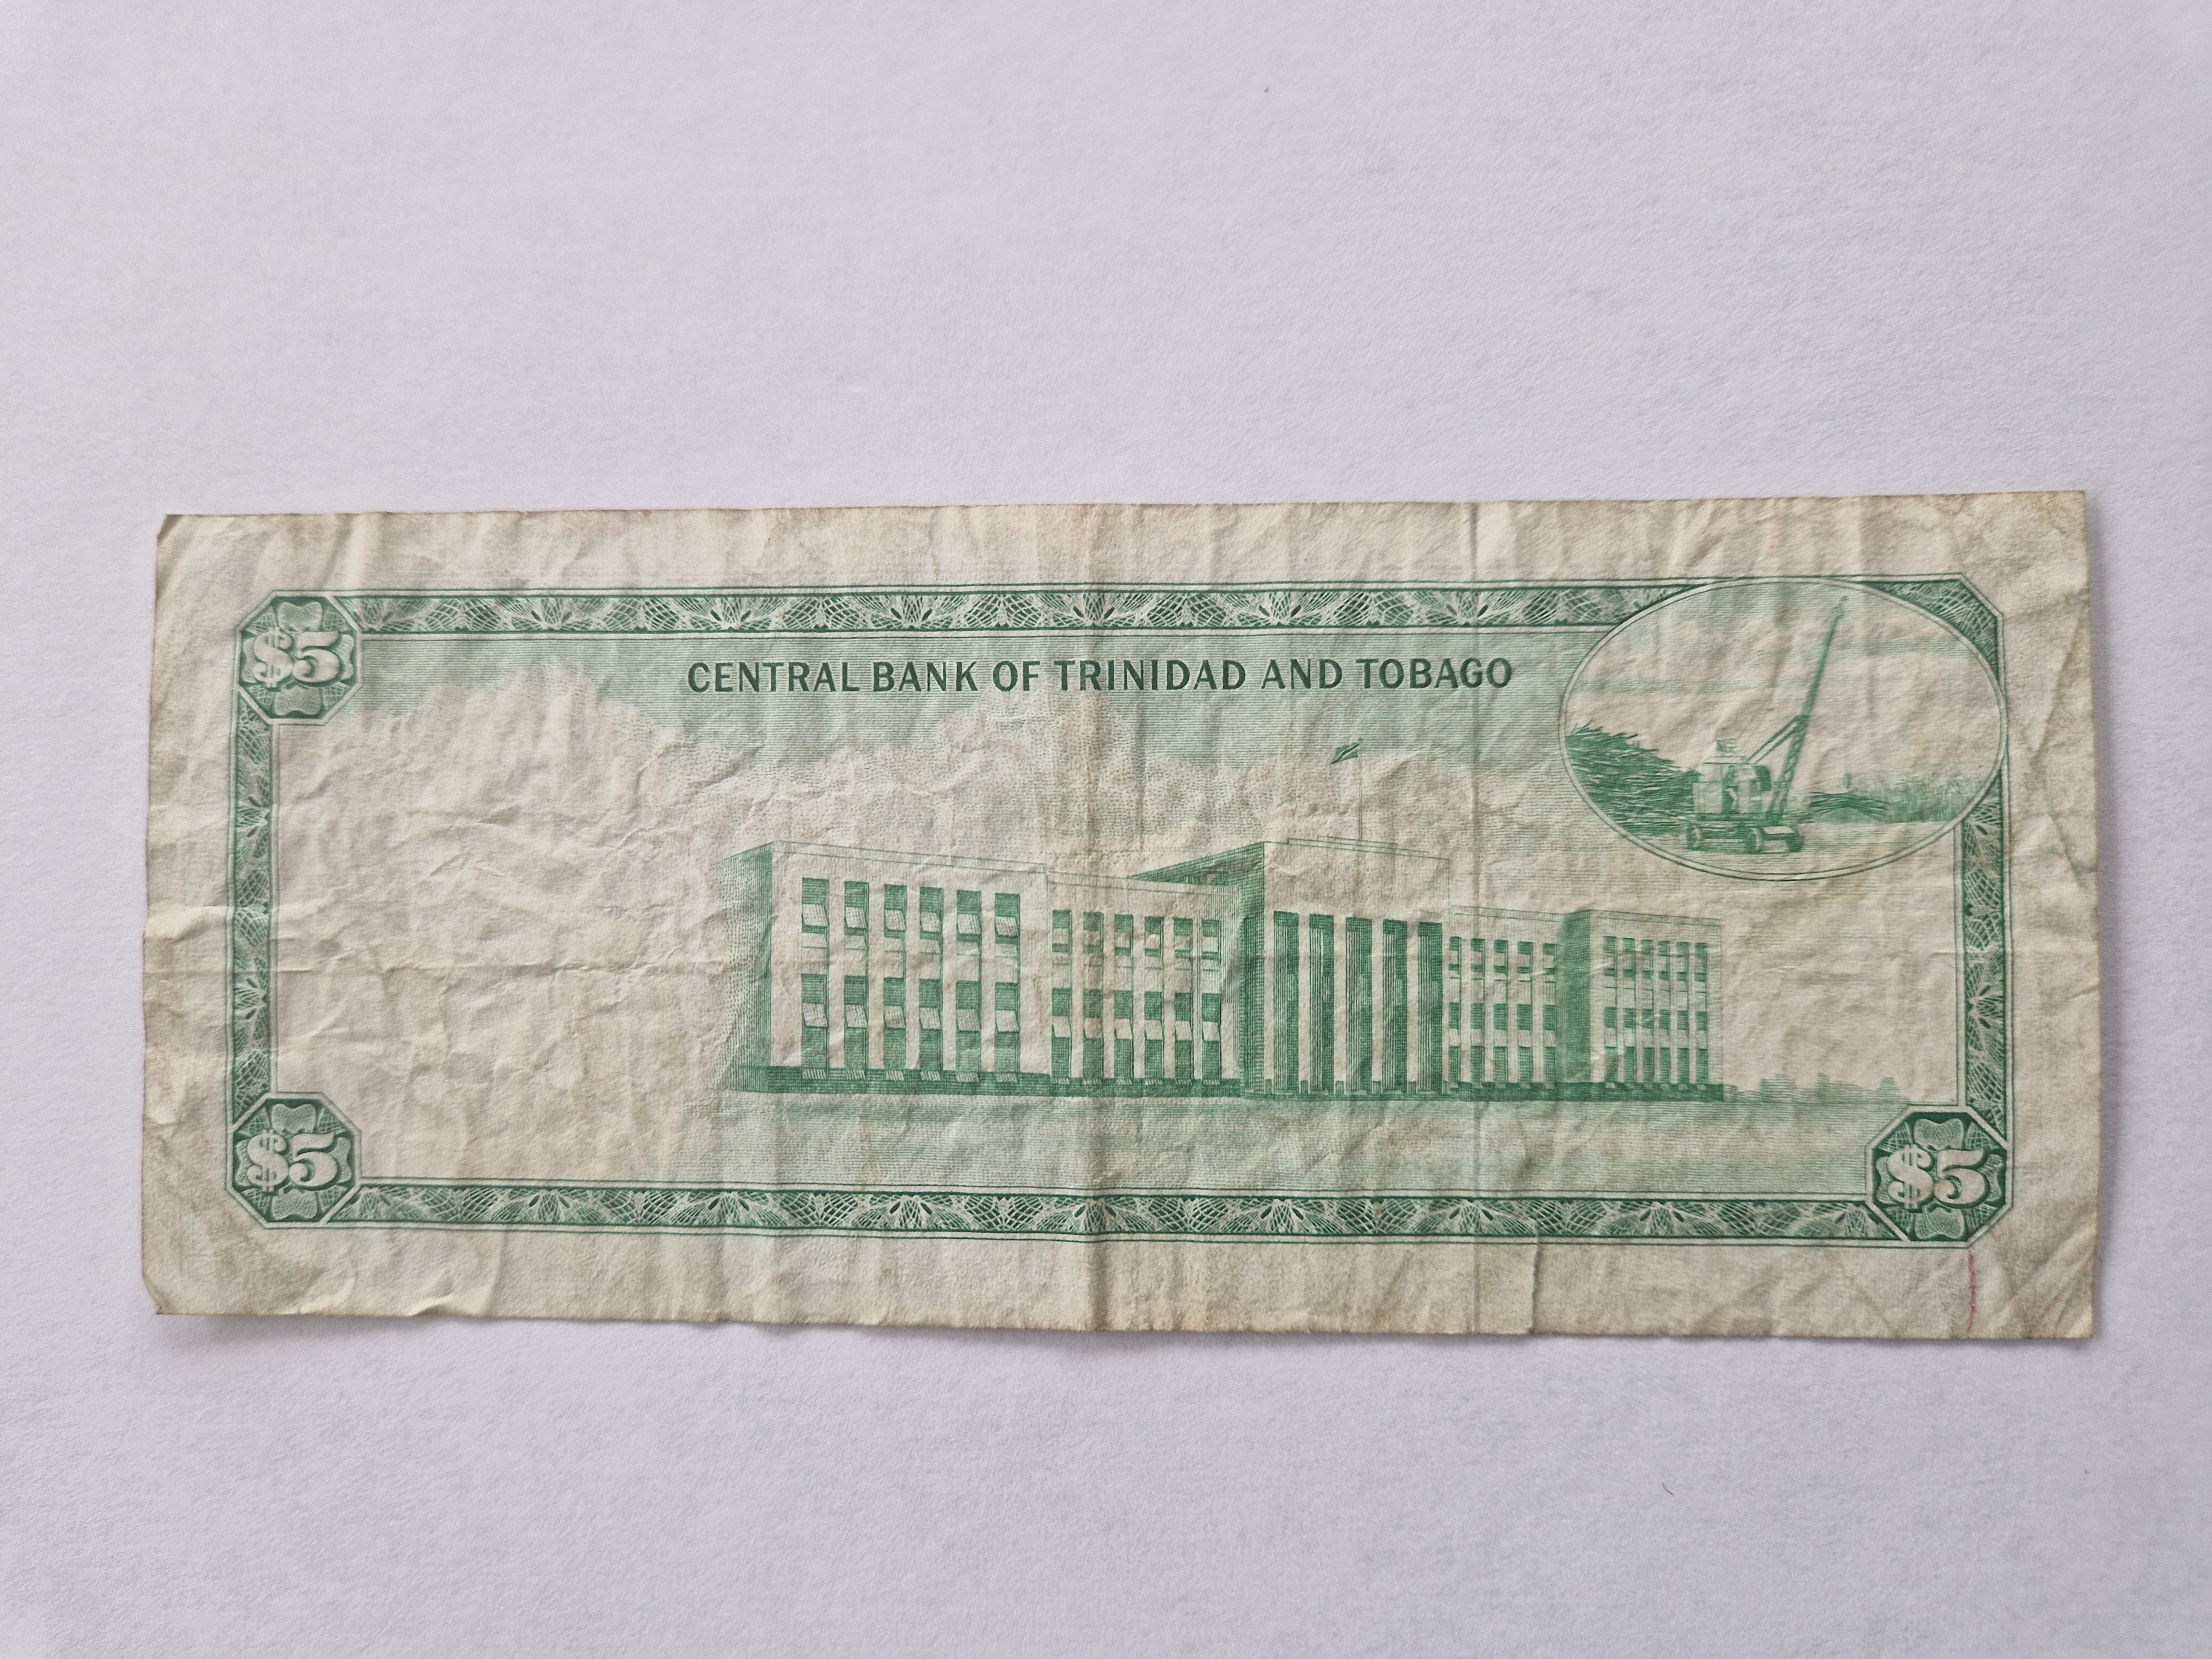 $5
CENTRAL BANK OF TRINIDAD AND TOBAGO
$5
$5